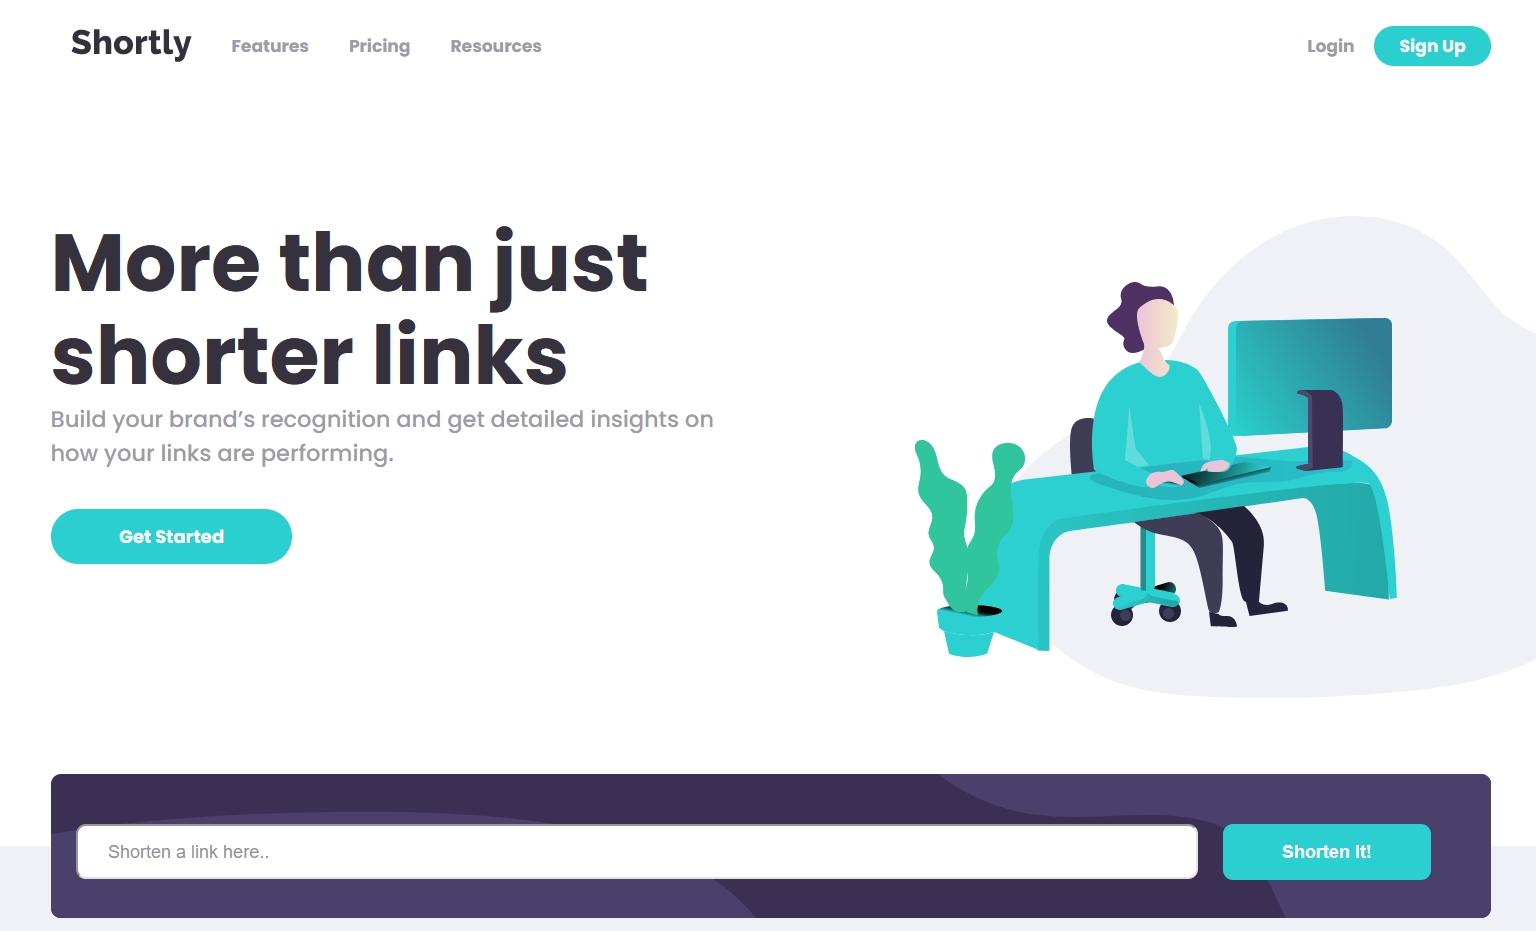 Shortly
Features
Pricing
Resources
Login
Sign Up
More than just
shorter links
Build your brand’s recognition and get detailed insights on
how your links are performing.
Get Started
Shorten a link here..
Shorten It!